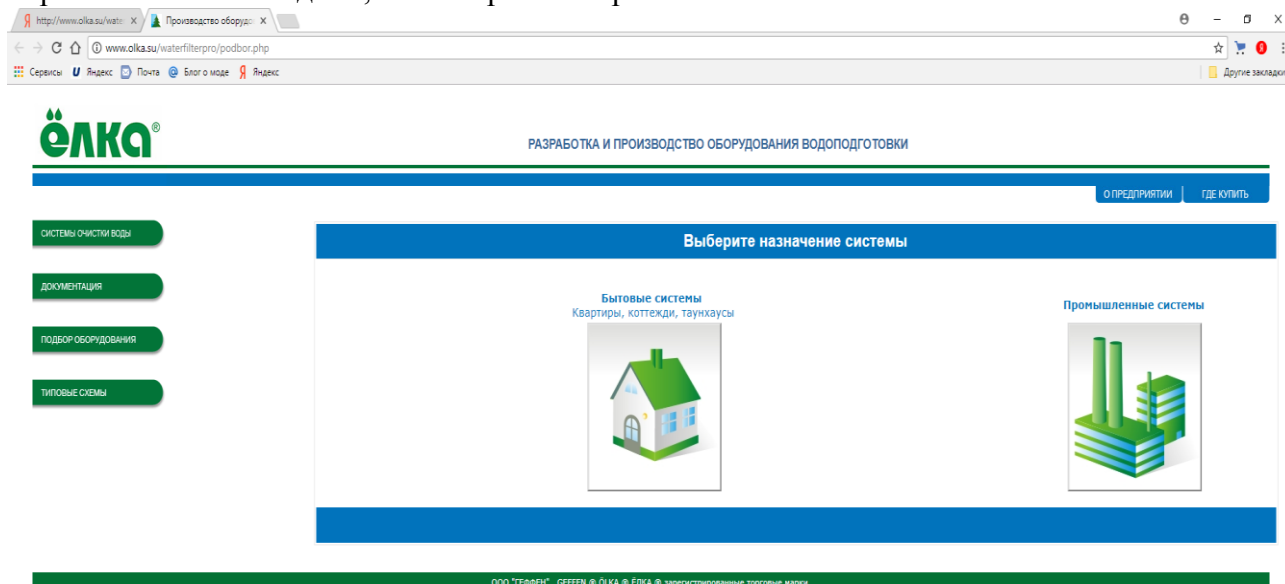 http://www.olka.su/wate
Производство оборудо
www.olka.su/waterfilterpro/podbor.php
Сервисы Яндекс Почта Блог о моде Яндекс
Другие закладки
ёлка®
РАЗРАБОТКА И ПРОИЗВОДСТВО ОБОРУДОВАНИЯ ВОДОПОДГОТОВКИ
О ПРЕДПРИЯТИИ ГДЕ КУПИТЬ
СИСТЕМЫ ОЧИСТКИ ВОДЫ
ДОКУМЕНТАЦИЯ
ПОДБОР ОБОРУДОВАНИЯ
ТИПОВЫЕ СХЕМЫ
Выберите назначение системы
Бытовые системы
Квартиры, коттежди, таунхаусы
Промышленные системы
ООО "ГЕФФЕН" GEFFEN ® ÖLKA ® ЁЛКА ® зарегистрированные торговые марки